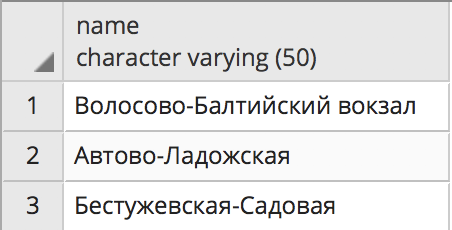 name
character varying (50)
1 Волосово-Балтийский вокзал
2 Автово-Ладожская
3 Бестужевская-Садовая